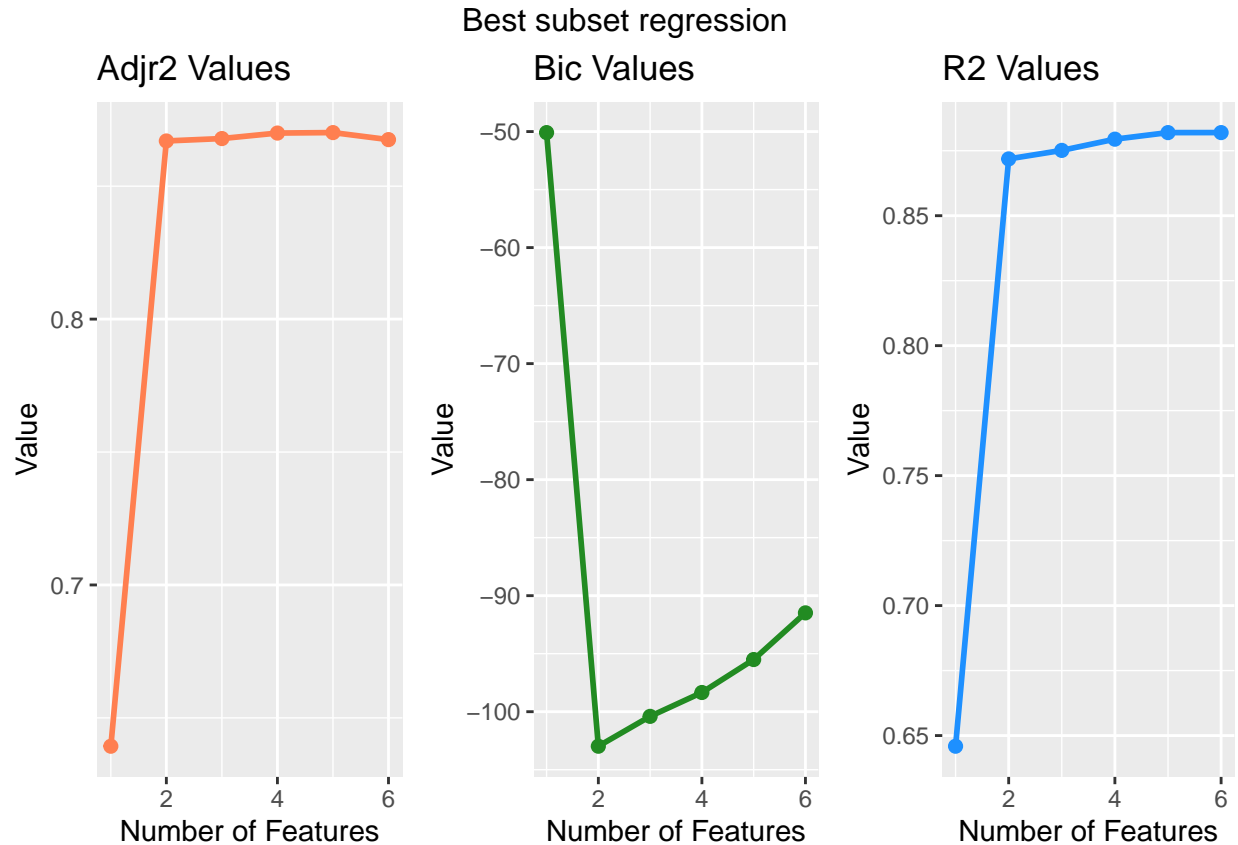 Best subset regression
Adjr2 Values
0.8
0.7
Value
2
4
6
Number of Features
Bic Values
−50
−60
−70
−80
−90
−100
Value
2
4
6
Number of Features
R2 Values
0.85
0.80
0.75
0.70
0.65
Value
2
4
6
Number of Features